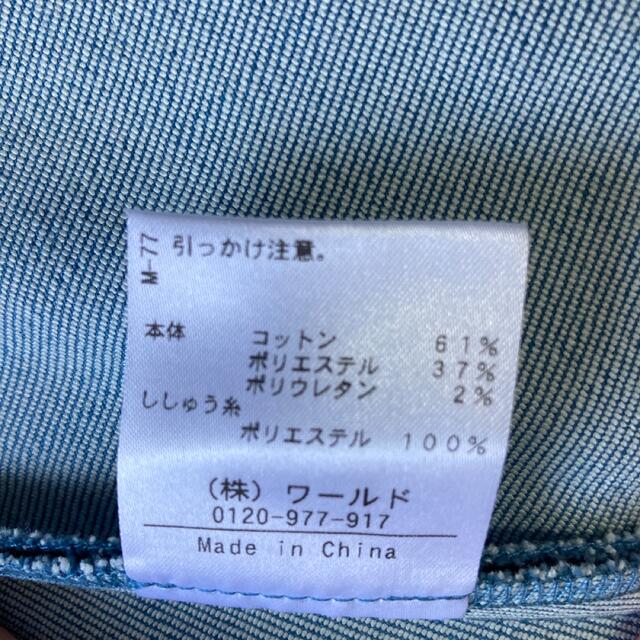 M-77
引っかけ注意。
本体 コットン 61%
ポリエステル 37%
ポリウレタン 2%
ししゅう糸
ポリエステル 100%
(株) ワールド
0120-977-917
Made in China